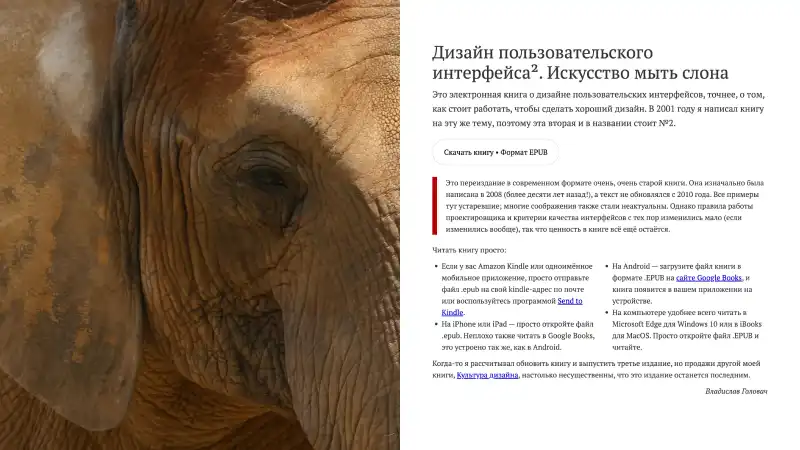 Дизайн пользовательского
интерфейса². Искусство мыть слона
Это электронная книга о дизайне пользовательских интерфейсов, точнее, о том,
как стоит работать, чтобы сделать хороший дизайн. В 2001 году я написал книгу
на эту же тему, поэтому эта вторая и в названии стоит №2.
Скачать книгу • Формат EPUB
Это переиздание в современном формате очень, очень старой книги. Она изначально была
написана в 2008 (более десяти лет назад!), а текст не обновлялся с 2010 года. Все примеры
тут устаревшие; многие соображения также стали неактуальны. Однако правила работы
проектировщика и критерии качества интерфейсов с тех пор изменились мало (если
изменились вообще), так что ценность в книге всё ещё остаётся.
Читать книгу просто:
• Если у вас Amazon Kindle или одноимённое
мобильное приложение, просто отправьте
файл .epub на свой kindle-адрес по почте
или воспользуйтесь программой Send to
Kindle.
• На iPhone или iPad — просто откройте файл
.epub. Неплохо также читать в Google Books,
это устроено так же, как в Android.
• На Android — загрузите файл книги в
формате .EPUB на сайте Google Books, и
книга появится в вашем приложении на
устройстве.
• На компьютере удобнее всего читать в
Microsoft Edge для Windows 10 или в iBooks
для MacOS. Просто откройте файл .EPUB и
читайте.
Когда-то я рассчитывал обновить книгу и выпустить третье издание, но продажи другой моей
книги, Культура дизайна, настолько несущественны, что это издание останется последним.
Владислав Головач